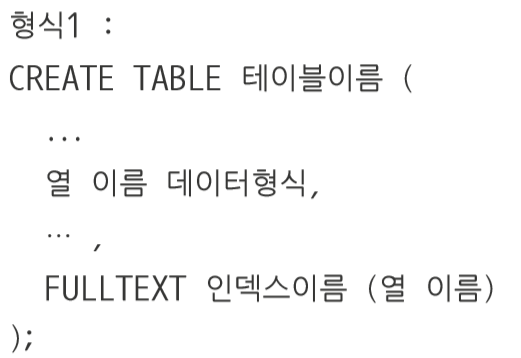 형식1 :
CREATE TABLE 테이블이름 (
...
열 이름 데이터형식,
… ,
FULLTEXT 인덱스이름 (열 이름)
);